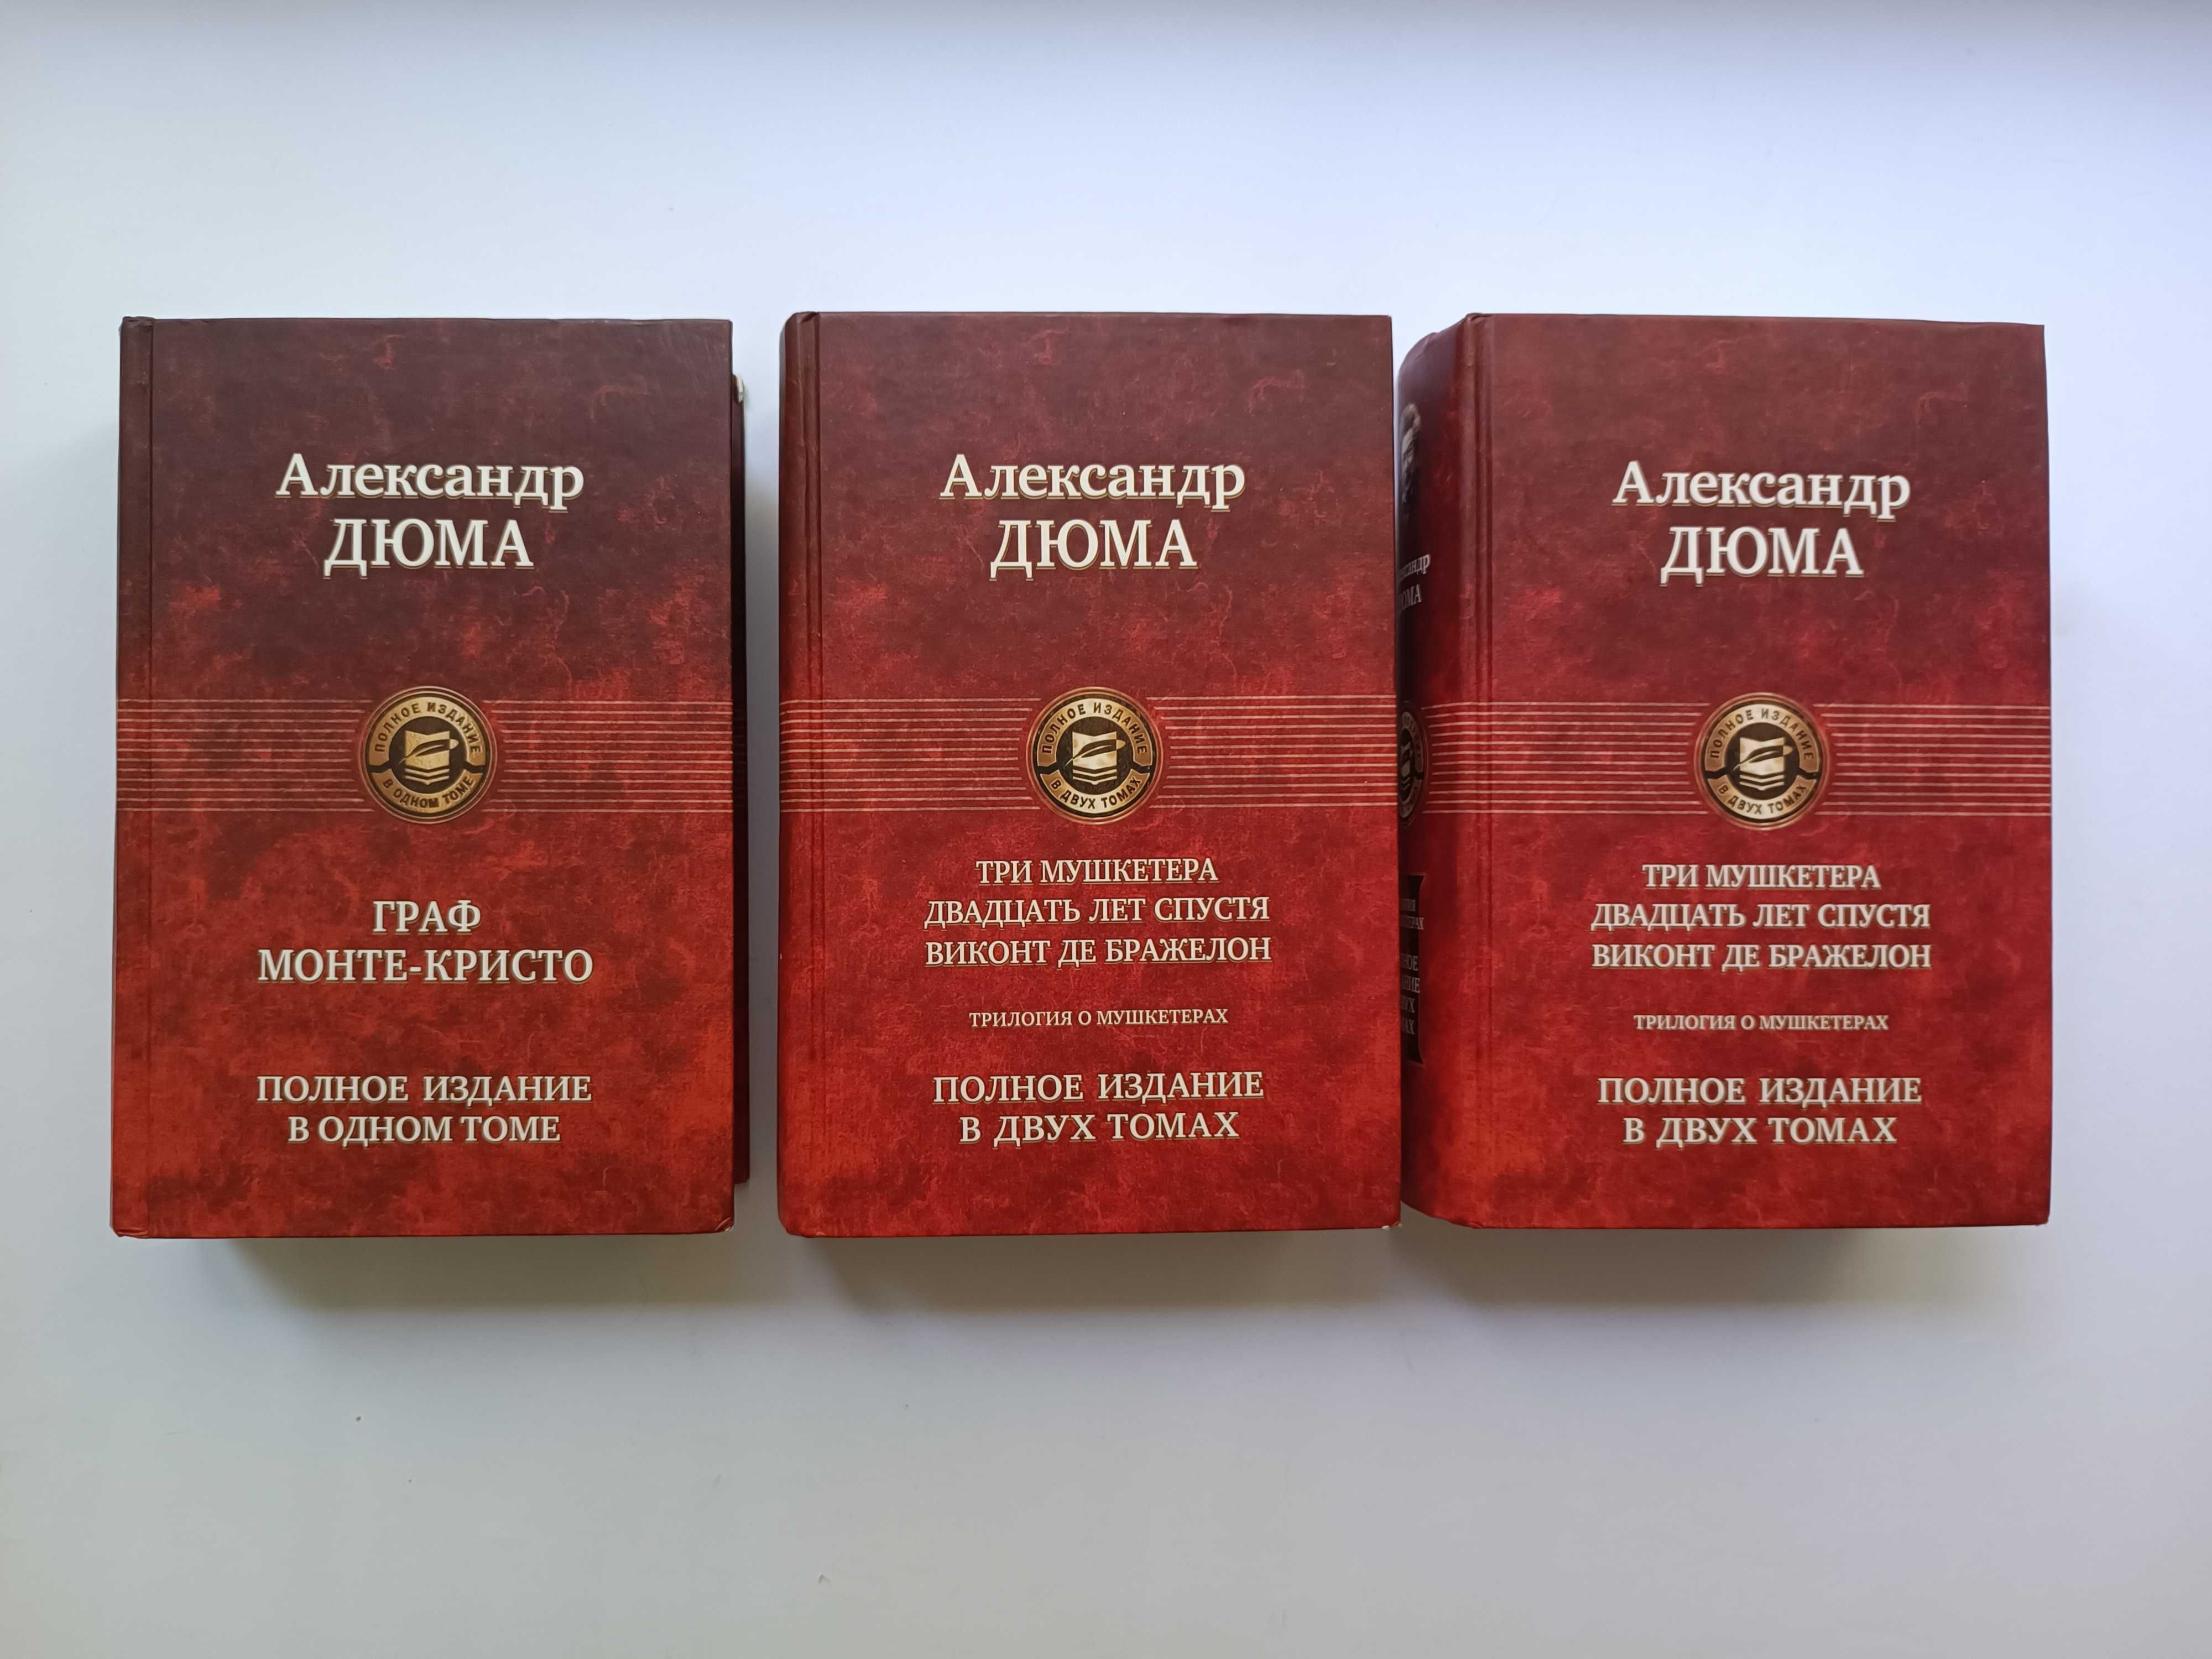 Александр
ДЮМА
ПОЛНОЕ ИЗДАНИЕ
В ОДНОМ ТОМЕ
ГРАФ
МОНТЕ-КРИСТО
ПОЛНОЕ ИЗДАНИЕ
В ОДНОМ ТОМЕ
Александр
ДЮМА
ПОЛНОЕ ИЗДАНИЕ
В ДВУХ ТОМАХ
ТРИ МУШКЕТЕРА
ДВАДЦАТЬ ЛЕТ СПУСТЯ
ВИКОНТ ДЕ БРАЖЕЛОН
ТРИЛОГИЯ О МУШКЕТЕРАХ
ПОЛНОЕ ИЗДАНИЕ
В ДВУХ ТОМАХ
Александр
ДЮМА
ПОЛНОЕ ИЗДАНИЕ
В ДВУХ ТОМАХ
ТРИ МУШКЕТЕРА
ДВАДЦАТЬ ЛЕТ СПУСТЯ
ВИКОНТ ДЕ БРАЖЕЛОН
ТРИЛОГИЯ О МУШКЕТЕРАХ
ПОЛНОЕ ИЗДАНИЕ
В ДВУХ ТОМАХ